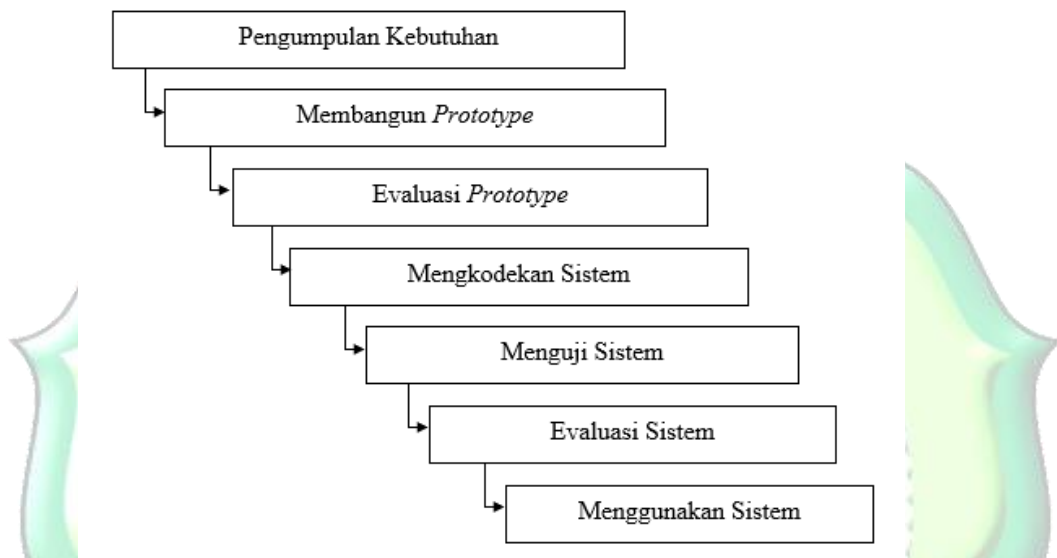 Pengumpulan Kebutuhan
Membangun Prototype
Evaluasi Prototype
Mengkodekan Sistem
Menguji Sistem
Evaluasi Sistem
Menggunakan Sistem